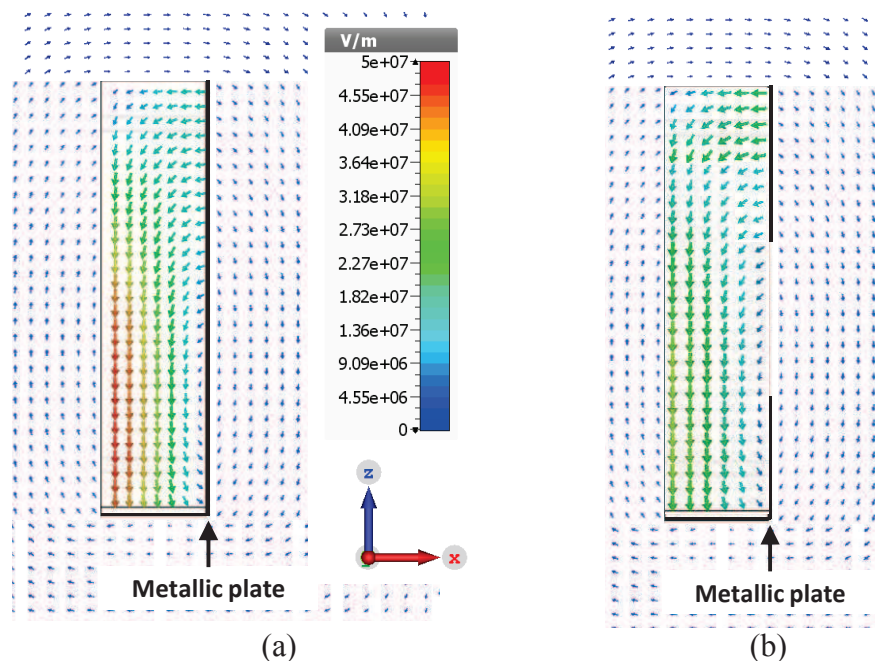 V/m
5e+07
4.55e+07
4.09e+07
3.64e+07
3.18e+07
2.73e+07
2.27e+07
1.82e+07
1.36e+07
9.09e+06
4.55e+06
0
z
x
Metallic plate
Metallic plate
(a)
(b)